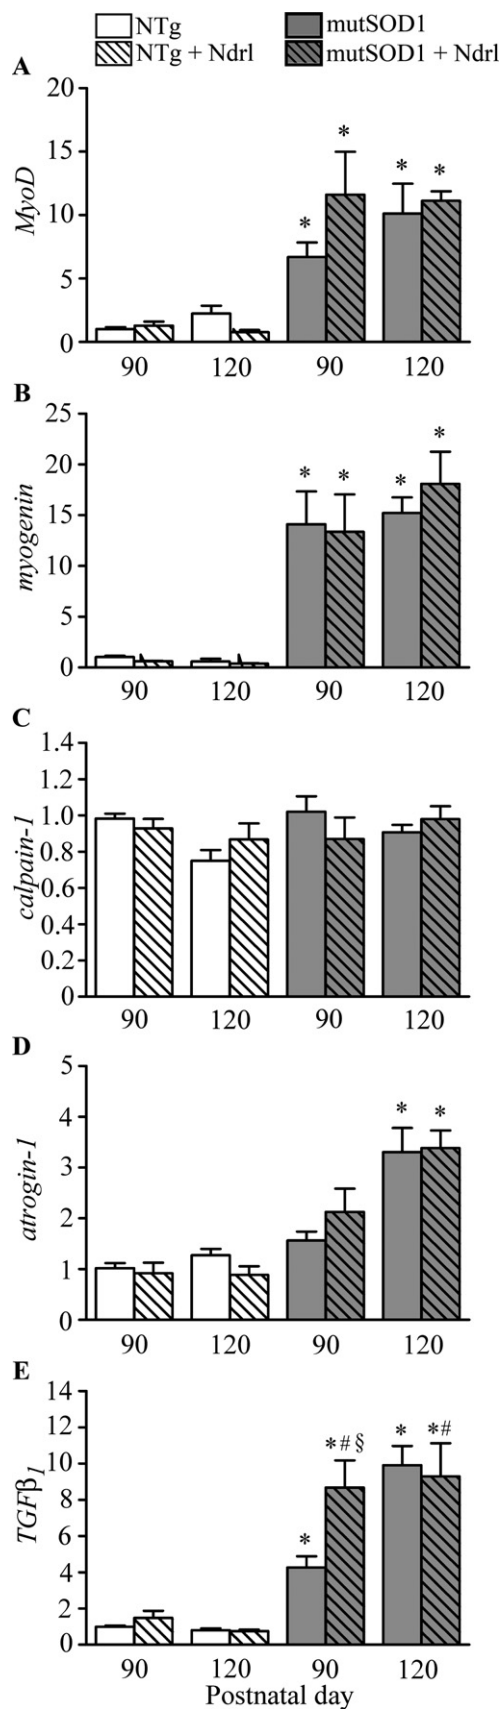 NTg mutSOD1
NTg + Ndrl mutSOD1 + Ndrl
A
20
15
10
5
0
MyoD
* * * *
90 120 90 120
B
25
20
15
10
5
0
myogenin
* * * *
90 120 90 120
C
1.4
1.2
1.0
0.8
0.6
0.4
0.2
0
calpain-1
90 120 90 120
D
5
4
3
2
1
0
atrogin-1
* *
90 120 90 120
E
14
12
10
8
6
4
2
0
TGFβ1
* *#§ * *#
90 120 90 120
Postnatal day